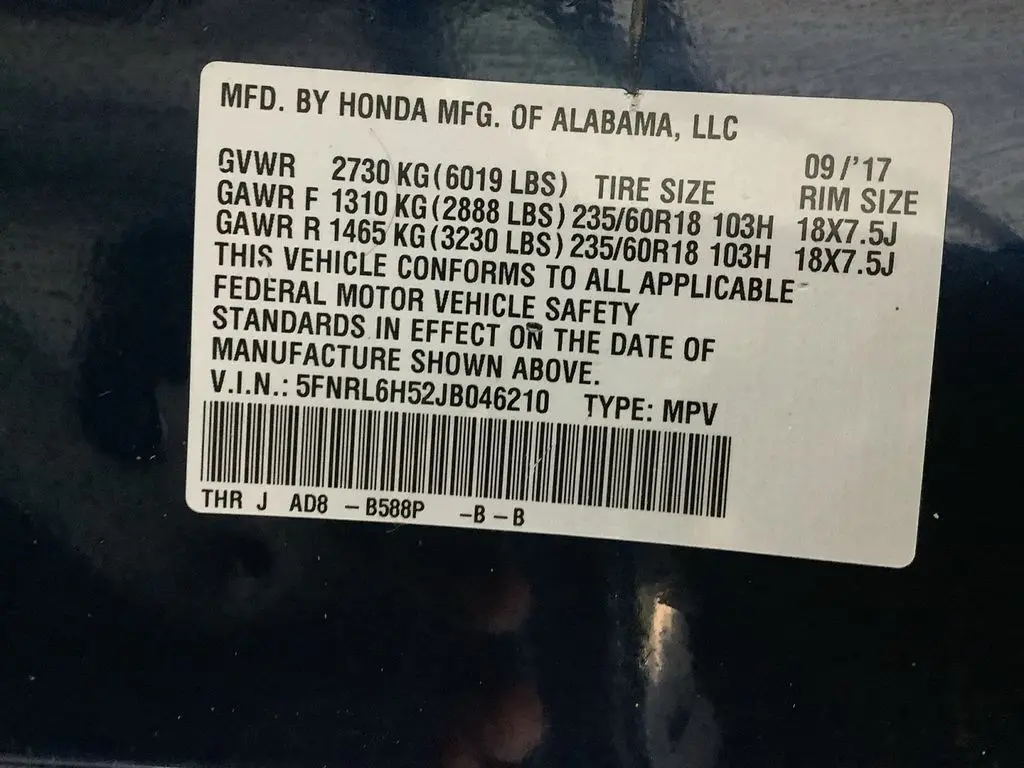 MFD. BY HONDA MFG. OF ALABAMA, LLC
09/'17
GVWR 2730 KG(6019 LBS) TIRE SIZE RIM SIZE
GAWR F 1310 KG(2888 LBS) 235/60R18 103H 18X7.5J
GAWR R 1465 KG(3230 LBS) 235/60R18 103H 18X7.5J
THIS VEHICLE CONFORMS TO ALL APPLICABLE
FEDERAL MOTOR VEHICLE SAFETY
STANDARDS IN EFFECT ON THE DATE OF
MANUFACTURE SHOWN ABOVE.
V.I.N.: 5FNRL6H52JB046210 TYPE: MPV
THR J AD8 -B588P -B-B